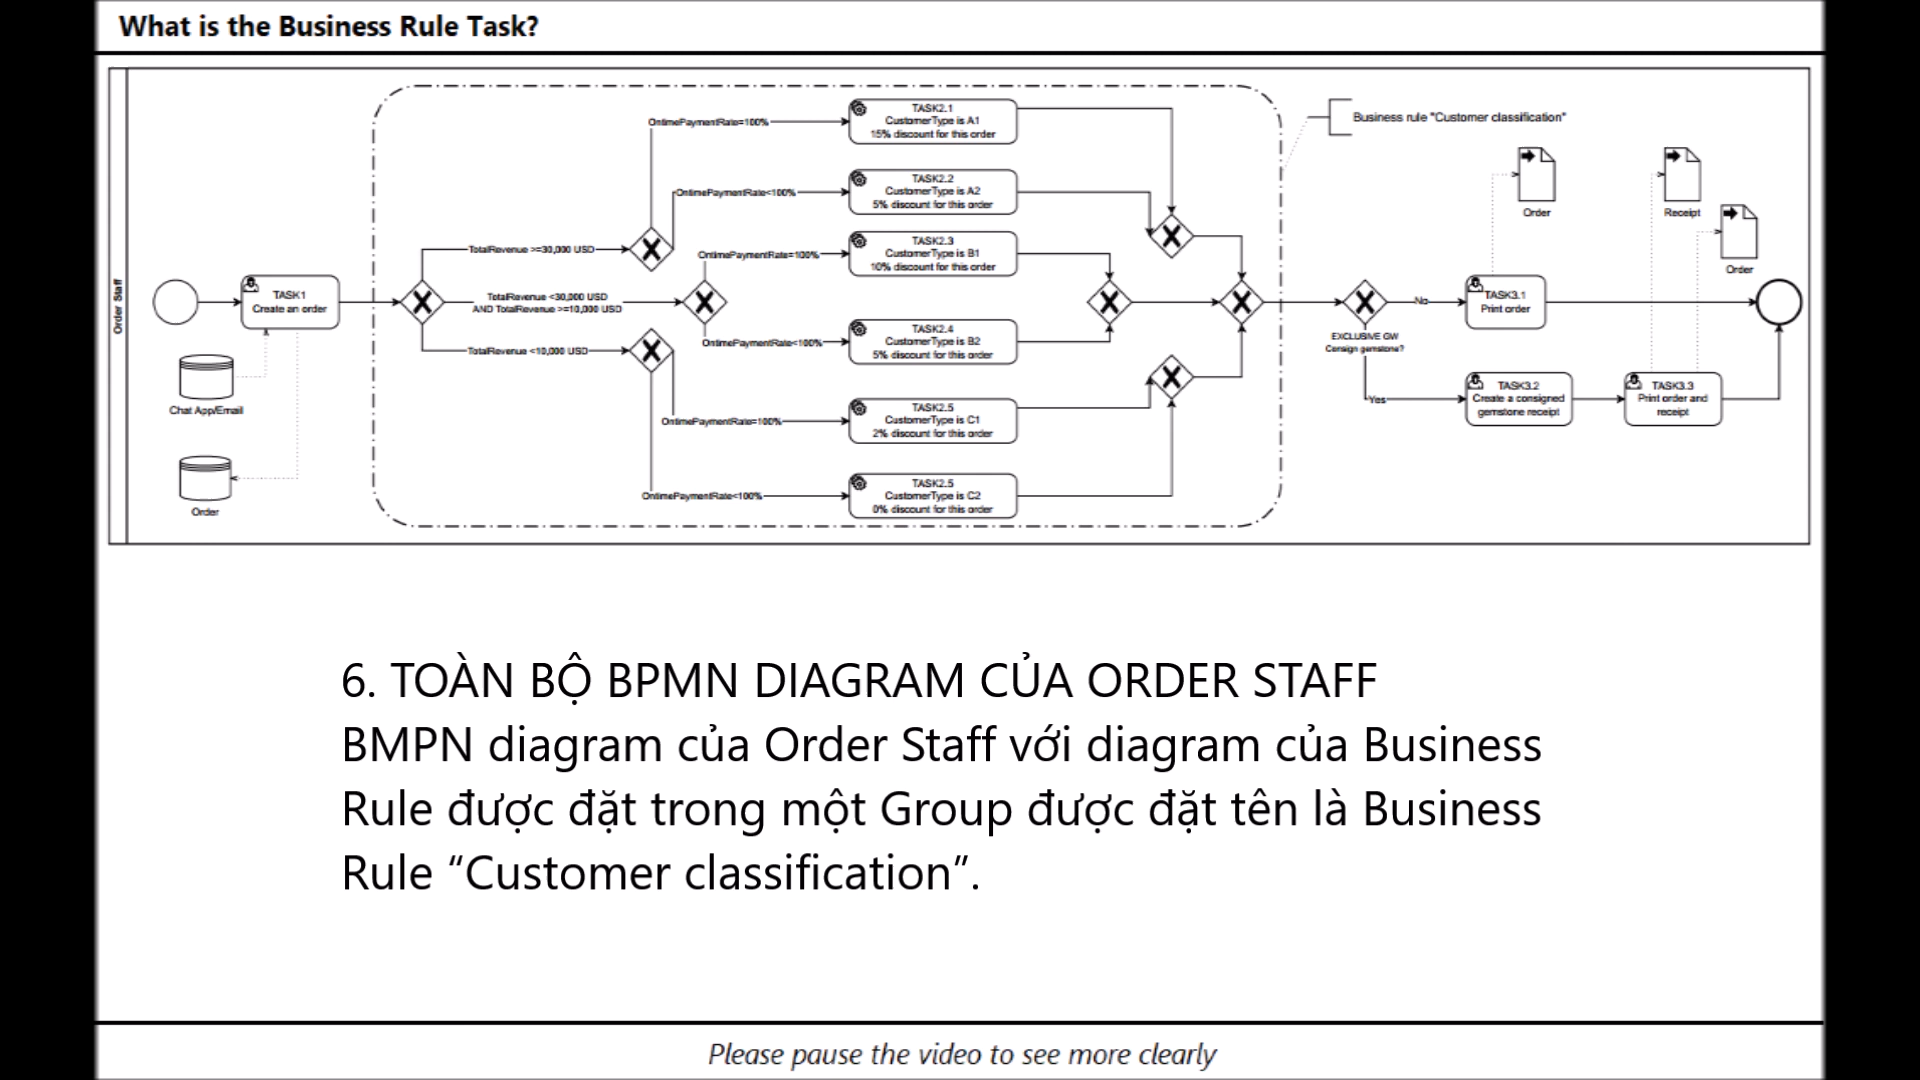 What is the Business Rule Task?
Order Staff
TASK1
Create an order
Chat App/Email
Order
TotalRevenue >=30,000 USD
TotalRevenue <30,000 USD
AND TotalRevenue >=10,000 USD
TotalRevenue <10,000 USD
OntimePaymentRate=100%
OntimePaymentRate<100%
OntimePaymentRate=100%
OntimePaymentRate<100%
OntimePaymentRate=100%
OntimePaymentRate<100%
TASK2.1
CustomerType is A1
15% discount for this order
TASK2.2
CustomerType is A2
5% discount for this order
TASK2.3
CustomerType is B1
10% discount for this order
TASK2.4
CustomerType is B2
5% discount for this order
TASK2.5
CustomerType is C1
2% discount for this order
TASK2.5
CustomerType is C2
0% discount for this order
Business rule "Customer classification"
EXCLUSIVE GW
Consign gemstone?
No
Yes
TASK3.1
Print order
Order
TASK3.2
Create a consigned
gemstone receipt
TASK3.3
Print order and
receipt
Receipt
Order
6. TOÀN BỘ BPMN DIAGRAM CỦA ORDER STAFF
BMPN diagram của Order Staff với diagram của Business
Rule được đặt trong một Group được đặt tên là Business
Rule “Customer classification”.
Please pause the video to see more clearly